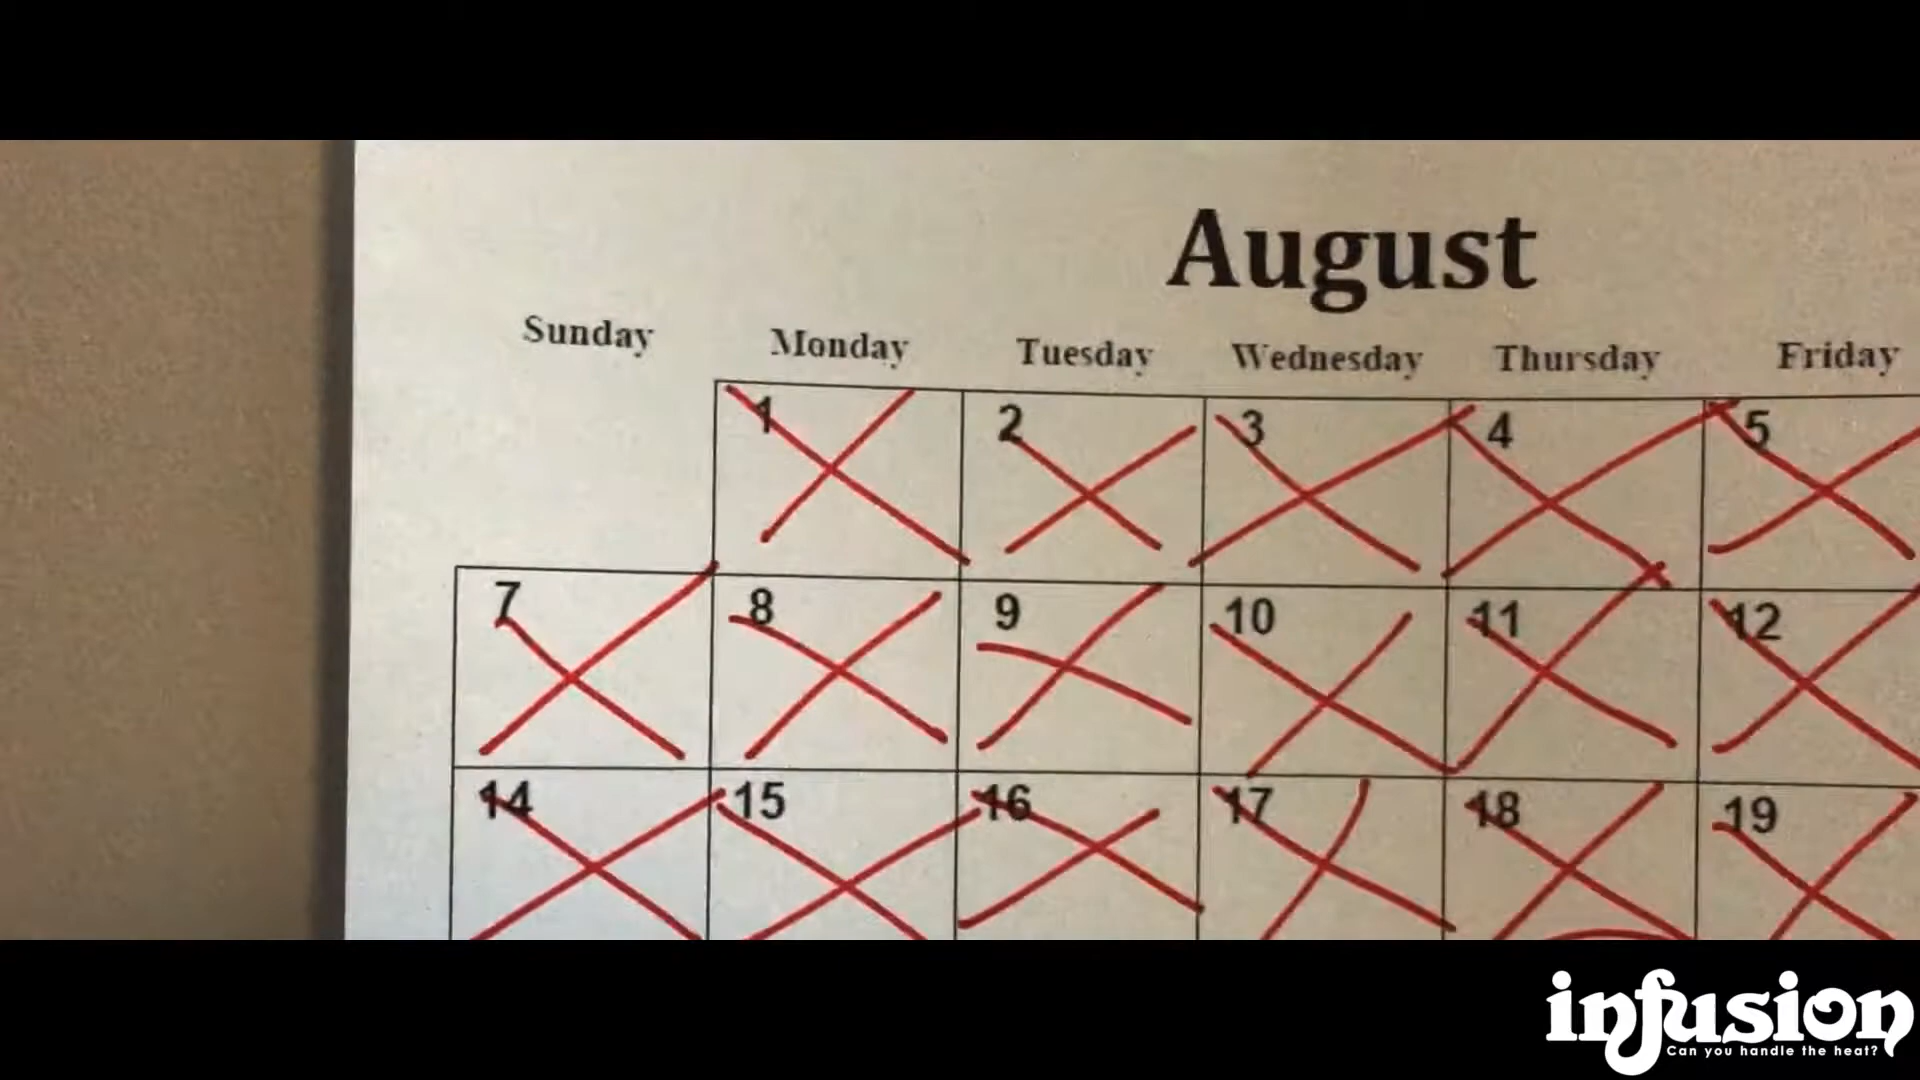 August
Sunday Monday Tuesday Wednesday Thursday Friday
1 2 3 4 5
7 8 9 10 11 12
14 15 16 17 18 19
infusion
Can you handle the heat?